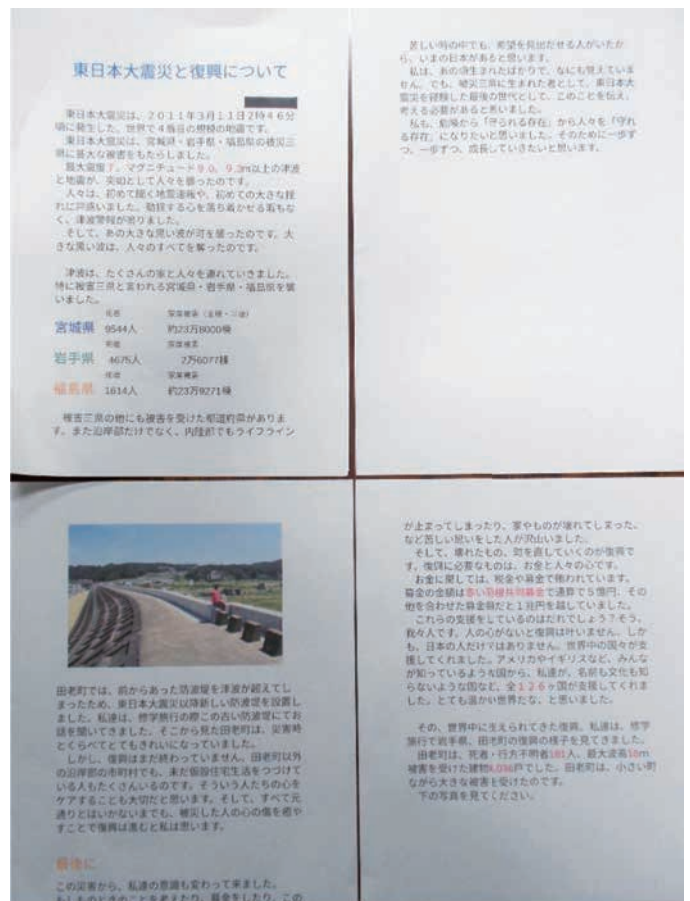 東日本大震災と復興について
東日本大震災は、2011年3月11日2時46分
頃に発生した、世界で4番目の規模の地震です。
東日本大震災は、宮城県・岩手県・福島県の被災三
県に甚大な被害をもたらしました。
最大震度7、マグニチュード9.0、9.3m以上の津波
と地震が、突如として人々を襲ったのです。
人々は、初めて聞く地震速報や、初めての大きな揺
れに戸惑いました。動揺する心を落ち着かせる暇もな
く、津波警報が鳴りました。
そして、あの大きな黒い波が町を襲ったのです。大
きな黒い波は、人々のすべてを奪ったのです。
津波は、たくさんの家と人々を連れていきました。
特に被害三県と言われる宮城県・岩手県・福島県を襲
いました。
死者 家屋被害（全壊・半壊）
宮城県 9544人 約23万8000棟
死者 家屋被害
岩手県 4675人 2万6077棟
死者 家屋被害
福島県 1614人 約23万9271棟
被害三県の他にも被害を受けた都道府県がありま
す。また沿岸部だけでなく、内陸部でもライフライン
が止まってしまったり、家やものが壊れてしまった、
など苦しい思いをした人が沢山いました。
そして、壊れたもの、町を直していくのが復興で
す。復興に必要なものは、お金と人々の心です。
お金に関しては、税金や募金で補われています。
募金の金額は赤い羽根共同募金で通算で5億円、その
他を合わせた募金額だと1兆円を越していました。
これらの支援をしているのはだれでしょう？そう、
我々人です。人の心がないと復興は叶いません。しか
も、日本の人だけではありません。世界中の国々が支
援してくれました。アメリカやイギリスなど、みんな
が知っているような国から、私達が、名前も文化も知
らないような国など、全126ヶ国が支援してくれま
した。とても温かい世界だな、と思いました。
その、世界中に支えられてきた復興。私達は、修学
旅行で岩手県、田老町の復興の様子を見てきました。
田老町は、死者・行方不明者181人、最大波高16m
被害を受けた建物4,036戸でした。田老町は、小さい町
ながら大きな被害を受けたのです。
下の写真を見てください。
田老町では、前からあった防波堤を津波が超えてし
まったため、東日本大震災以降新しい防波堤を設置し
ました。私達は、修学旅行の際この古い防波堤にてお
話を聞いてきました。そこから見た田老町は、災害時
とくらべてとてもきれいになっていました。
しかし、復興はまだ終わっていません。田老町以外
の沿岸部の市町村でも、未だ仮設住宅生活をつづけて
いる人もたくさんいるのです。そういう人たちの心を
ケアすることも大切だと思います。そして、すべて元
通りとはいかないまでも、被災した人の心の傷を癒や
すことで復興は進むと私は思います。
最後に
この災害から、私達の意識も変わって来ました。
もしものときのことを考えたり、募金をしたり、この
苦しい時の中でも、希望を見出だせる人がいたか
ら、いまの日本があると思います。
私は、あの頃生まれたばかりで、なにも覚えていま
せん。でも、被災三県に生まれた者として、東日本大
震災を経験した最後の世代として、このことを伝え、
考える必要があると思いました。
私も、危険から「守られる存在」から人々を「守れ
る存在」になりたいと思いました。そのために一歩ず
つ、一歩ずつ、成長していきたいと思います。